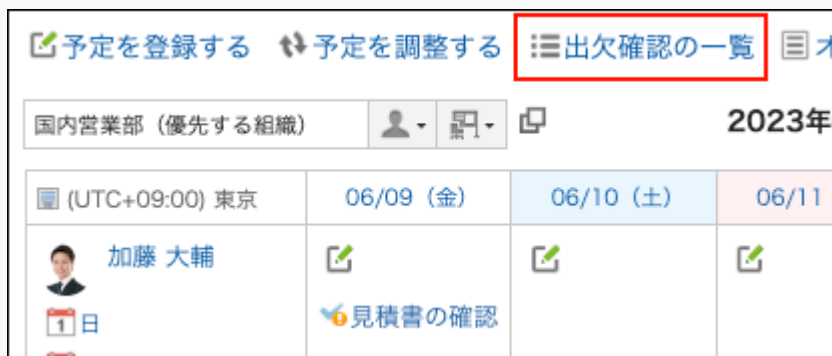 予定を登録する 予定を調整する 出欠確認の一覧
国内営業部（優先する組織） 2023年
(UTC+09:00) 東京 06/09（金） 06/10（土） 06/11
加藤 大輔
1 日
見積書の確認